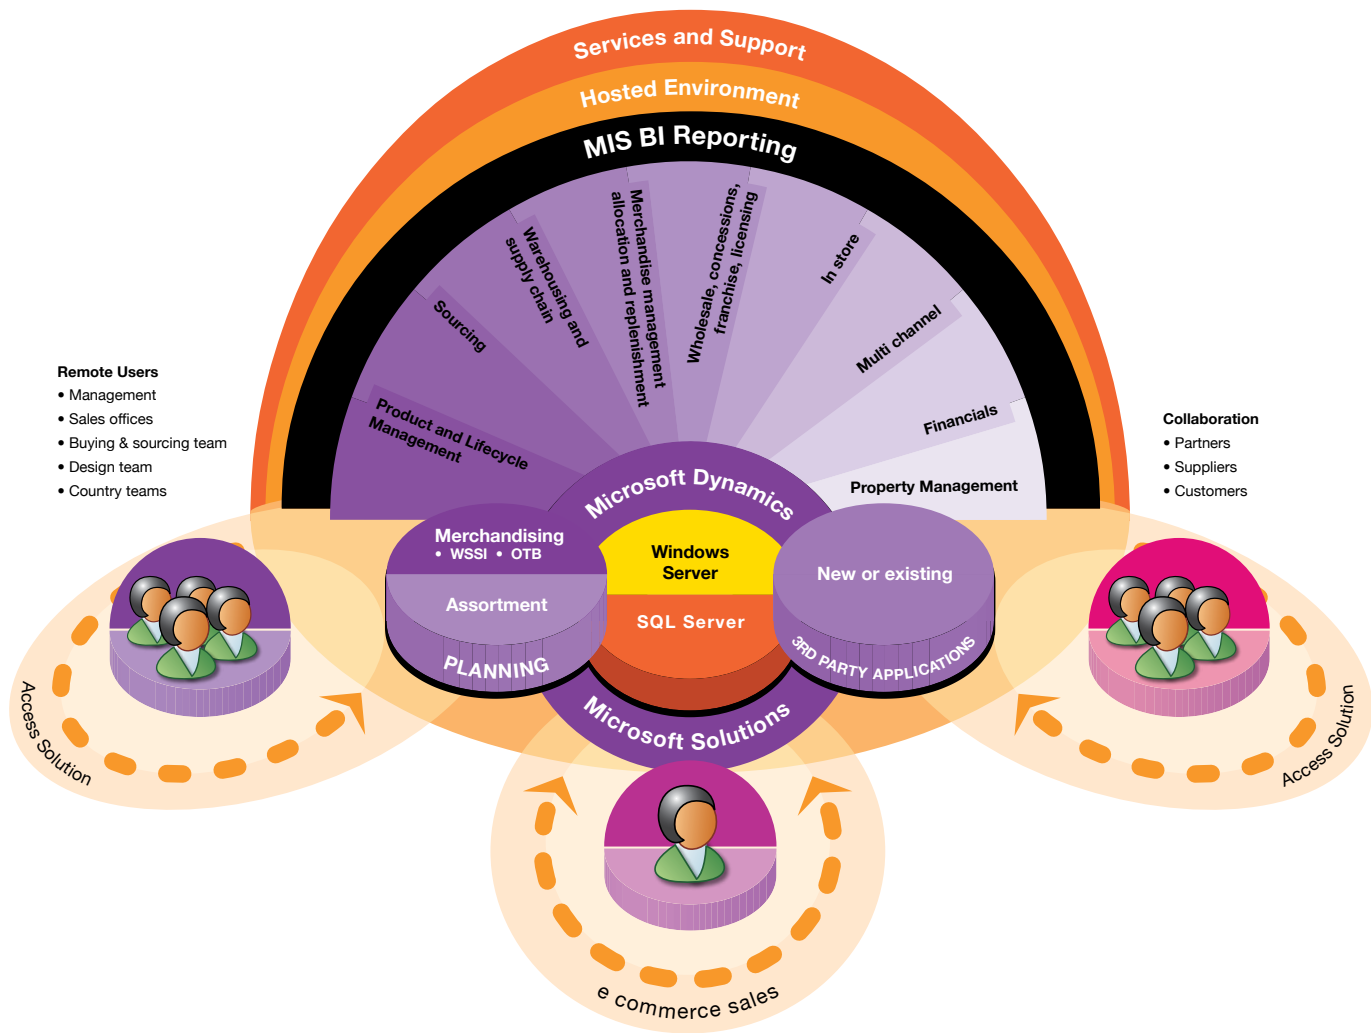 Services and Support
Hosted Environment
MIS BI Reporting
Product and Lifecycle
Management
Sourcing
Warehousing and
supply chain
Merchandise management
allocation and replenishment
Wholesale, concessions,
franchise, licensing
In store
Multi channel
Financials
Property Management
Remote Users
• Management
• Sales offices
• Buying & sourcing team
• Design team
• Country teams
Collaboration
• Partners
• Suppliers
• Customers
Microsoft Dynamics
Merchandising
• WSSI • OTB
Assortment
PLANNING
Windows
Server
SQL Server
New or existing
3RD PARTY APPLICATIONS
Microsoft Solutions
Access Solution
Access Solution
e commerce sales